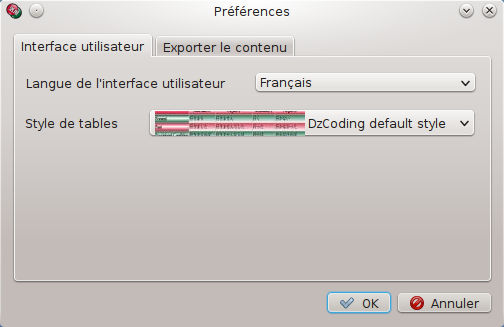 Préférences
Interface utilisateur
Exporter le contenu
Langue de l'interface utilisateur
Français
Style de tables
DzCoding default style
OK
Annuler